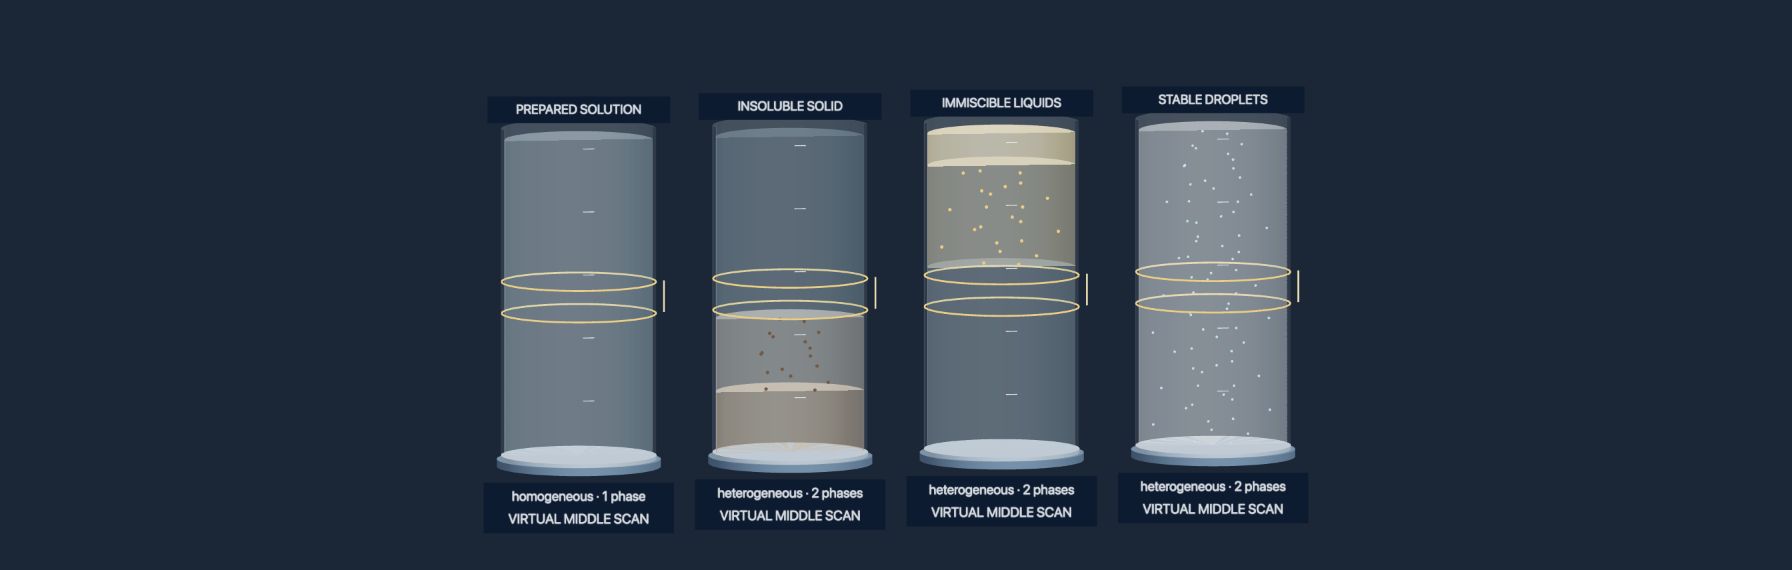 PREPARED SOLUTION
INSOLUBLE SOLID
IMMISCIBLE LIQUIDS
STABLE DROPLETS
homogeneous · 1 phase
VIRTUAL MIDDLE SCAN
heterogeneous · 2 phases
VIRTUAL MIDDLE SCAN
heterogeneous · 2 phases
VIRTUAL MIDDLE SCAN
heterogeneous · 2 phases
VIRTUAL MIDDLE SCAN